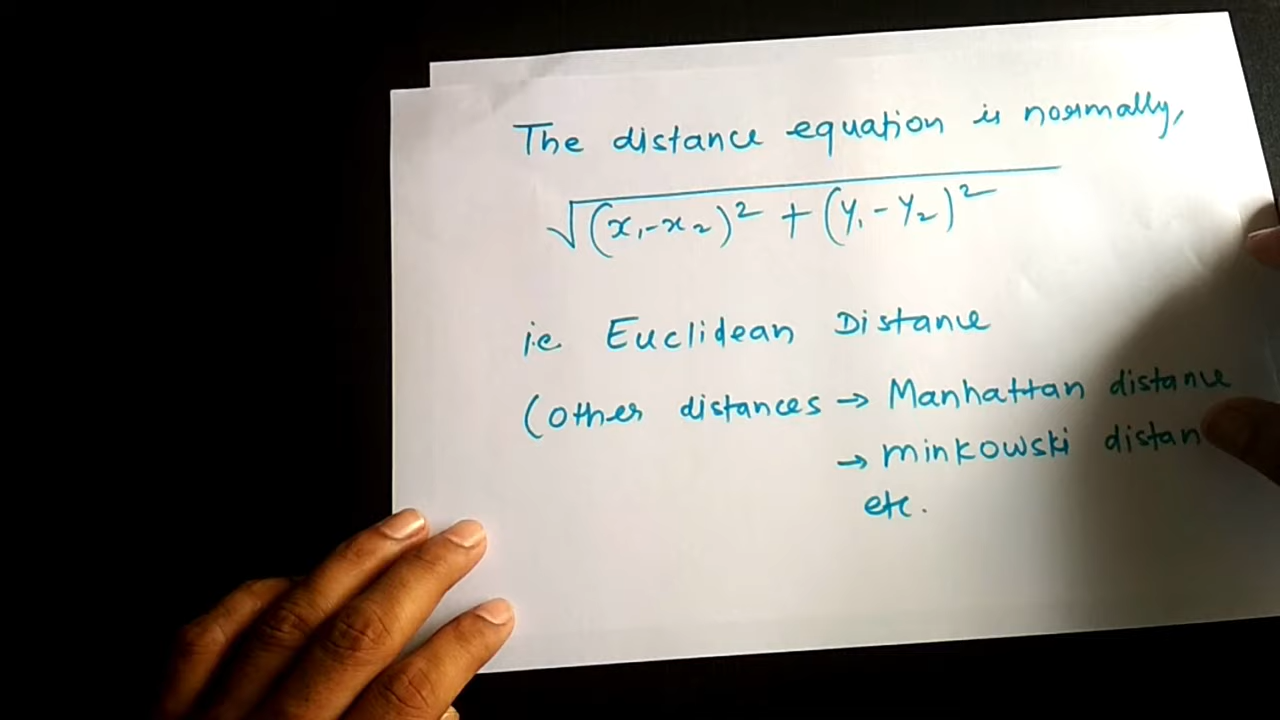 The distance equation is normally,
√(x₁-x₂)² + (y₁-y₂)²
i.e Euclidean Distance
(other distances → Manhattan distance
→ minkowski distan
etc.